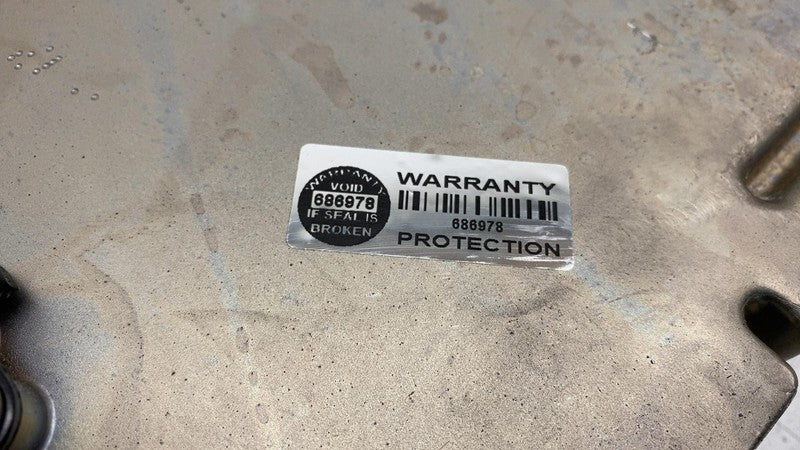 WARRANTY
VOID
686978
IF SEAL IS
BROKEN
WARRANTY
686978
PROTECTION